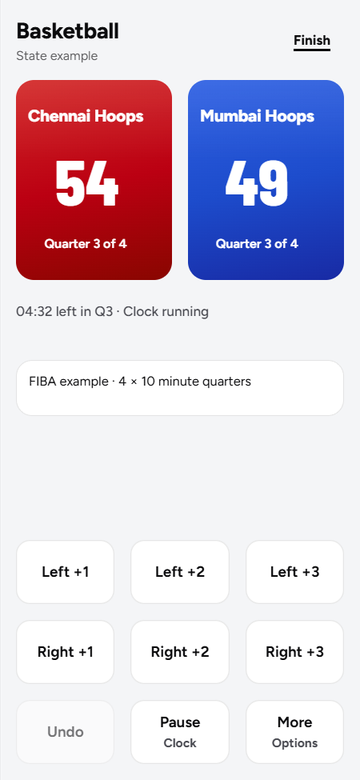 Basketball
State example
Finish
Chennai Hoops
54
Quarter 3 of 4
Mumbai Hoops
49
Quarter 3 of 4
04:32 left in Q3 · Clock running
FIBA example · 4 × 10 minute quarters
Left +1
Left +2
Left +3
Right +1
Right +2
Right +3
Undo
Pause
Clock
More
Options